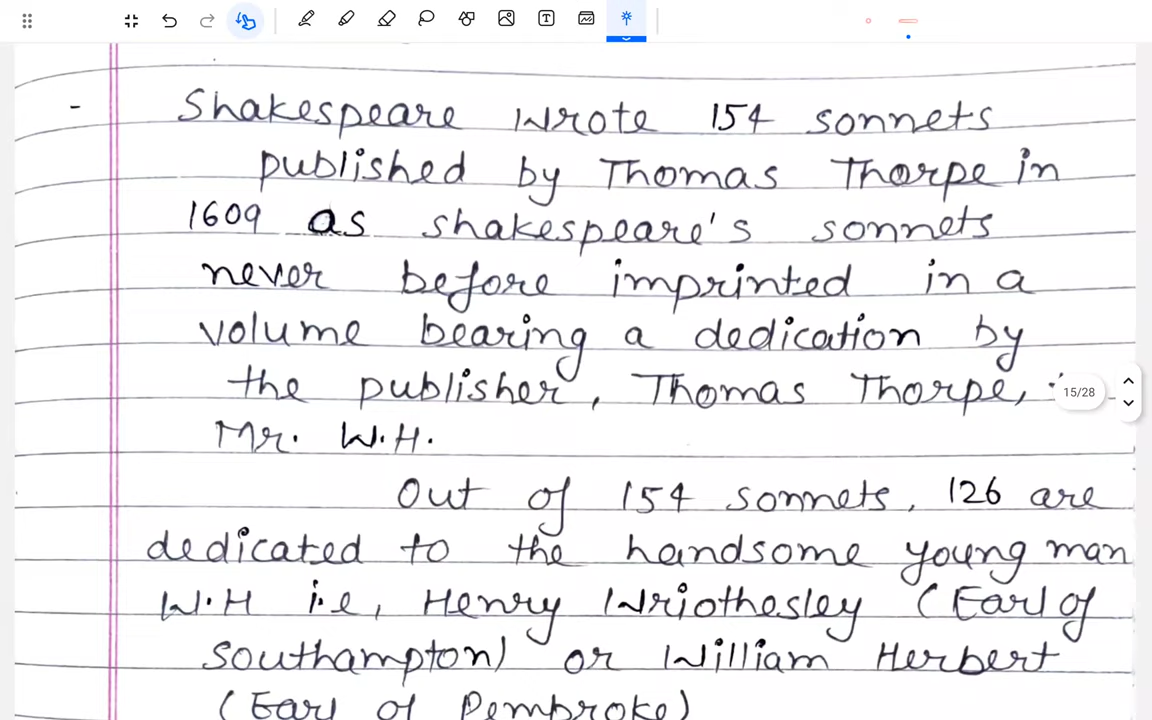 - Shakespeare wrote 154 sonnets
published by Thomas Thorpe in
1609 as shakespeare's sonnets
never before imprinted in a
volume bearing a dedication by
the publisher, Thomas Thorpe,
15/28
Mr. W.H.
Out of 154 sonnets, 126 are
dedicated to the handsome young man
W.H i.e, Henry Wriothesley (Earl of
Southampton) or William Herbert
(Earl of Pembroke)